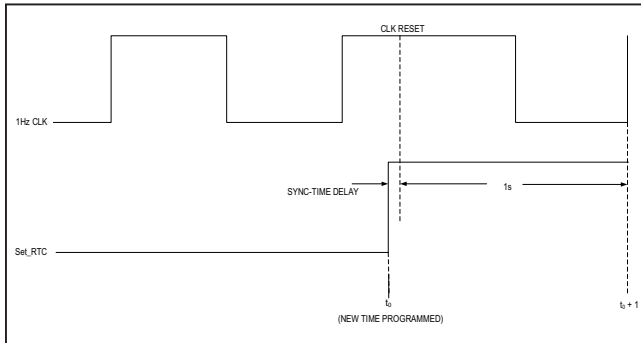 CLK RESET
1Hz CLK
SYNC-TIME DELAY
1s
Set_RTC
t₀
t₀ + 1
(NEW TIME PROGRAMMED)